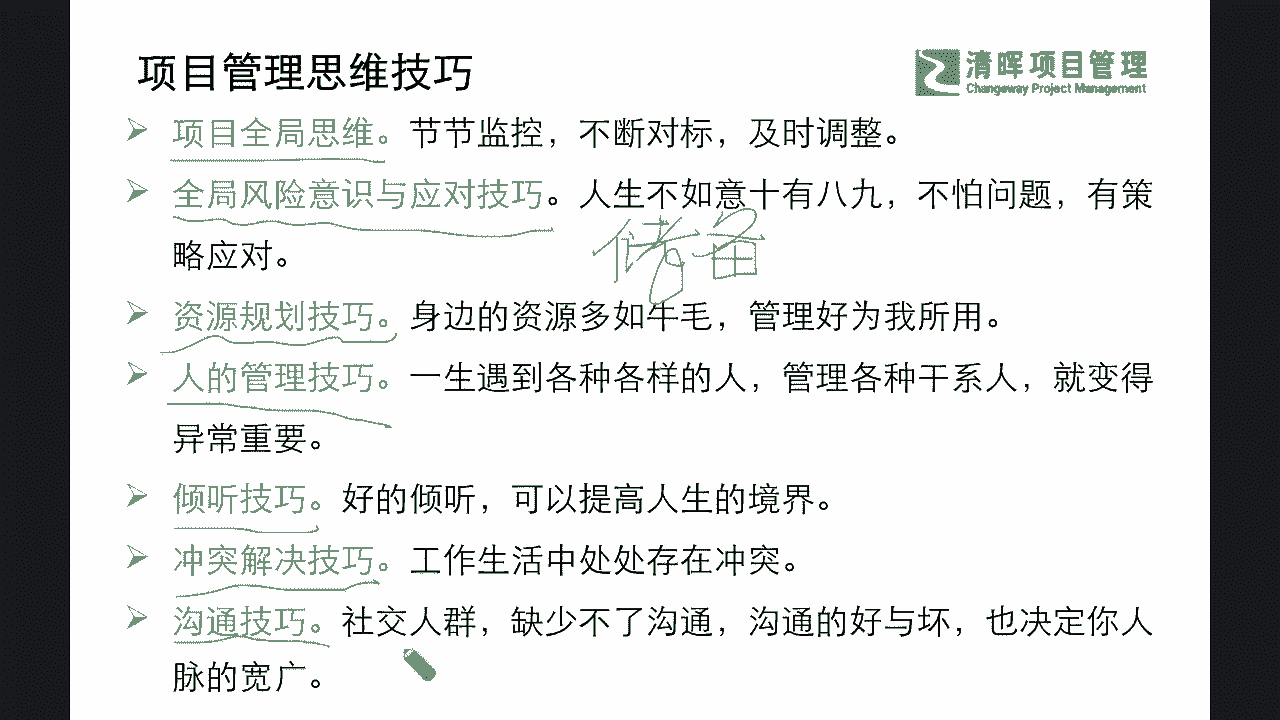 项目管理思维技巧
清晖项目管理
Changeway Project Management
项目全局思维。节节监控，不断对标，及时调整。
全局风险意识与应对技巧。人生不如意十有八九，不怕问题，有策
略应对。
储备
资源规划技巧。身边的资源多如牛毛，管理好为我所用。
人的管理技巧。一生遇到各种各样的人，管理各种干系人，就变得
异常重要。
倾听技巧。好的倾听，可以提高人生的境界。
冲突解决技巧。工作生活中处处存在冲突。
沟通技巧。社交人群，缺少不了沟通，沟通的好与坏，也决定你人
脉的宽广。